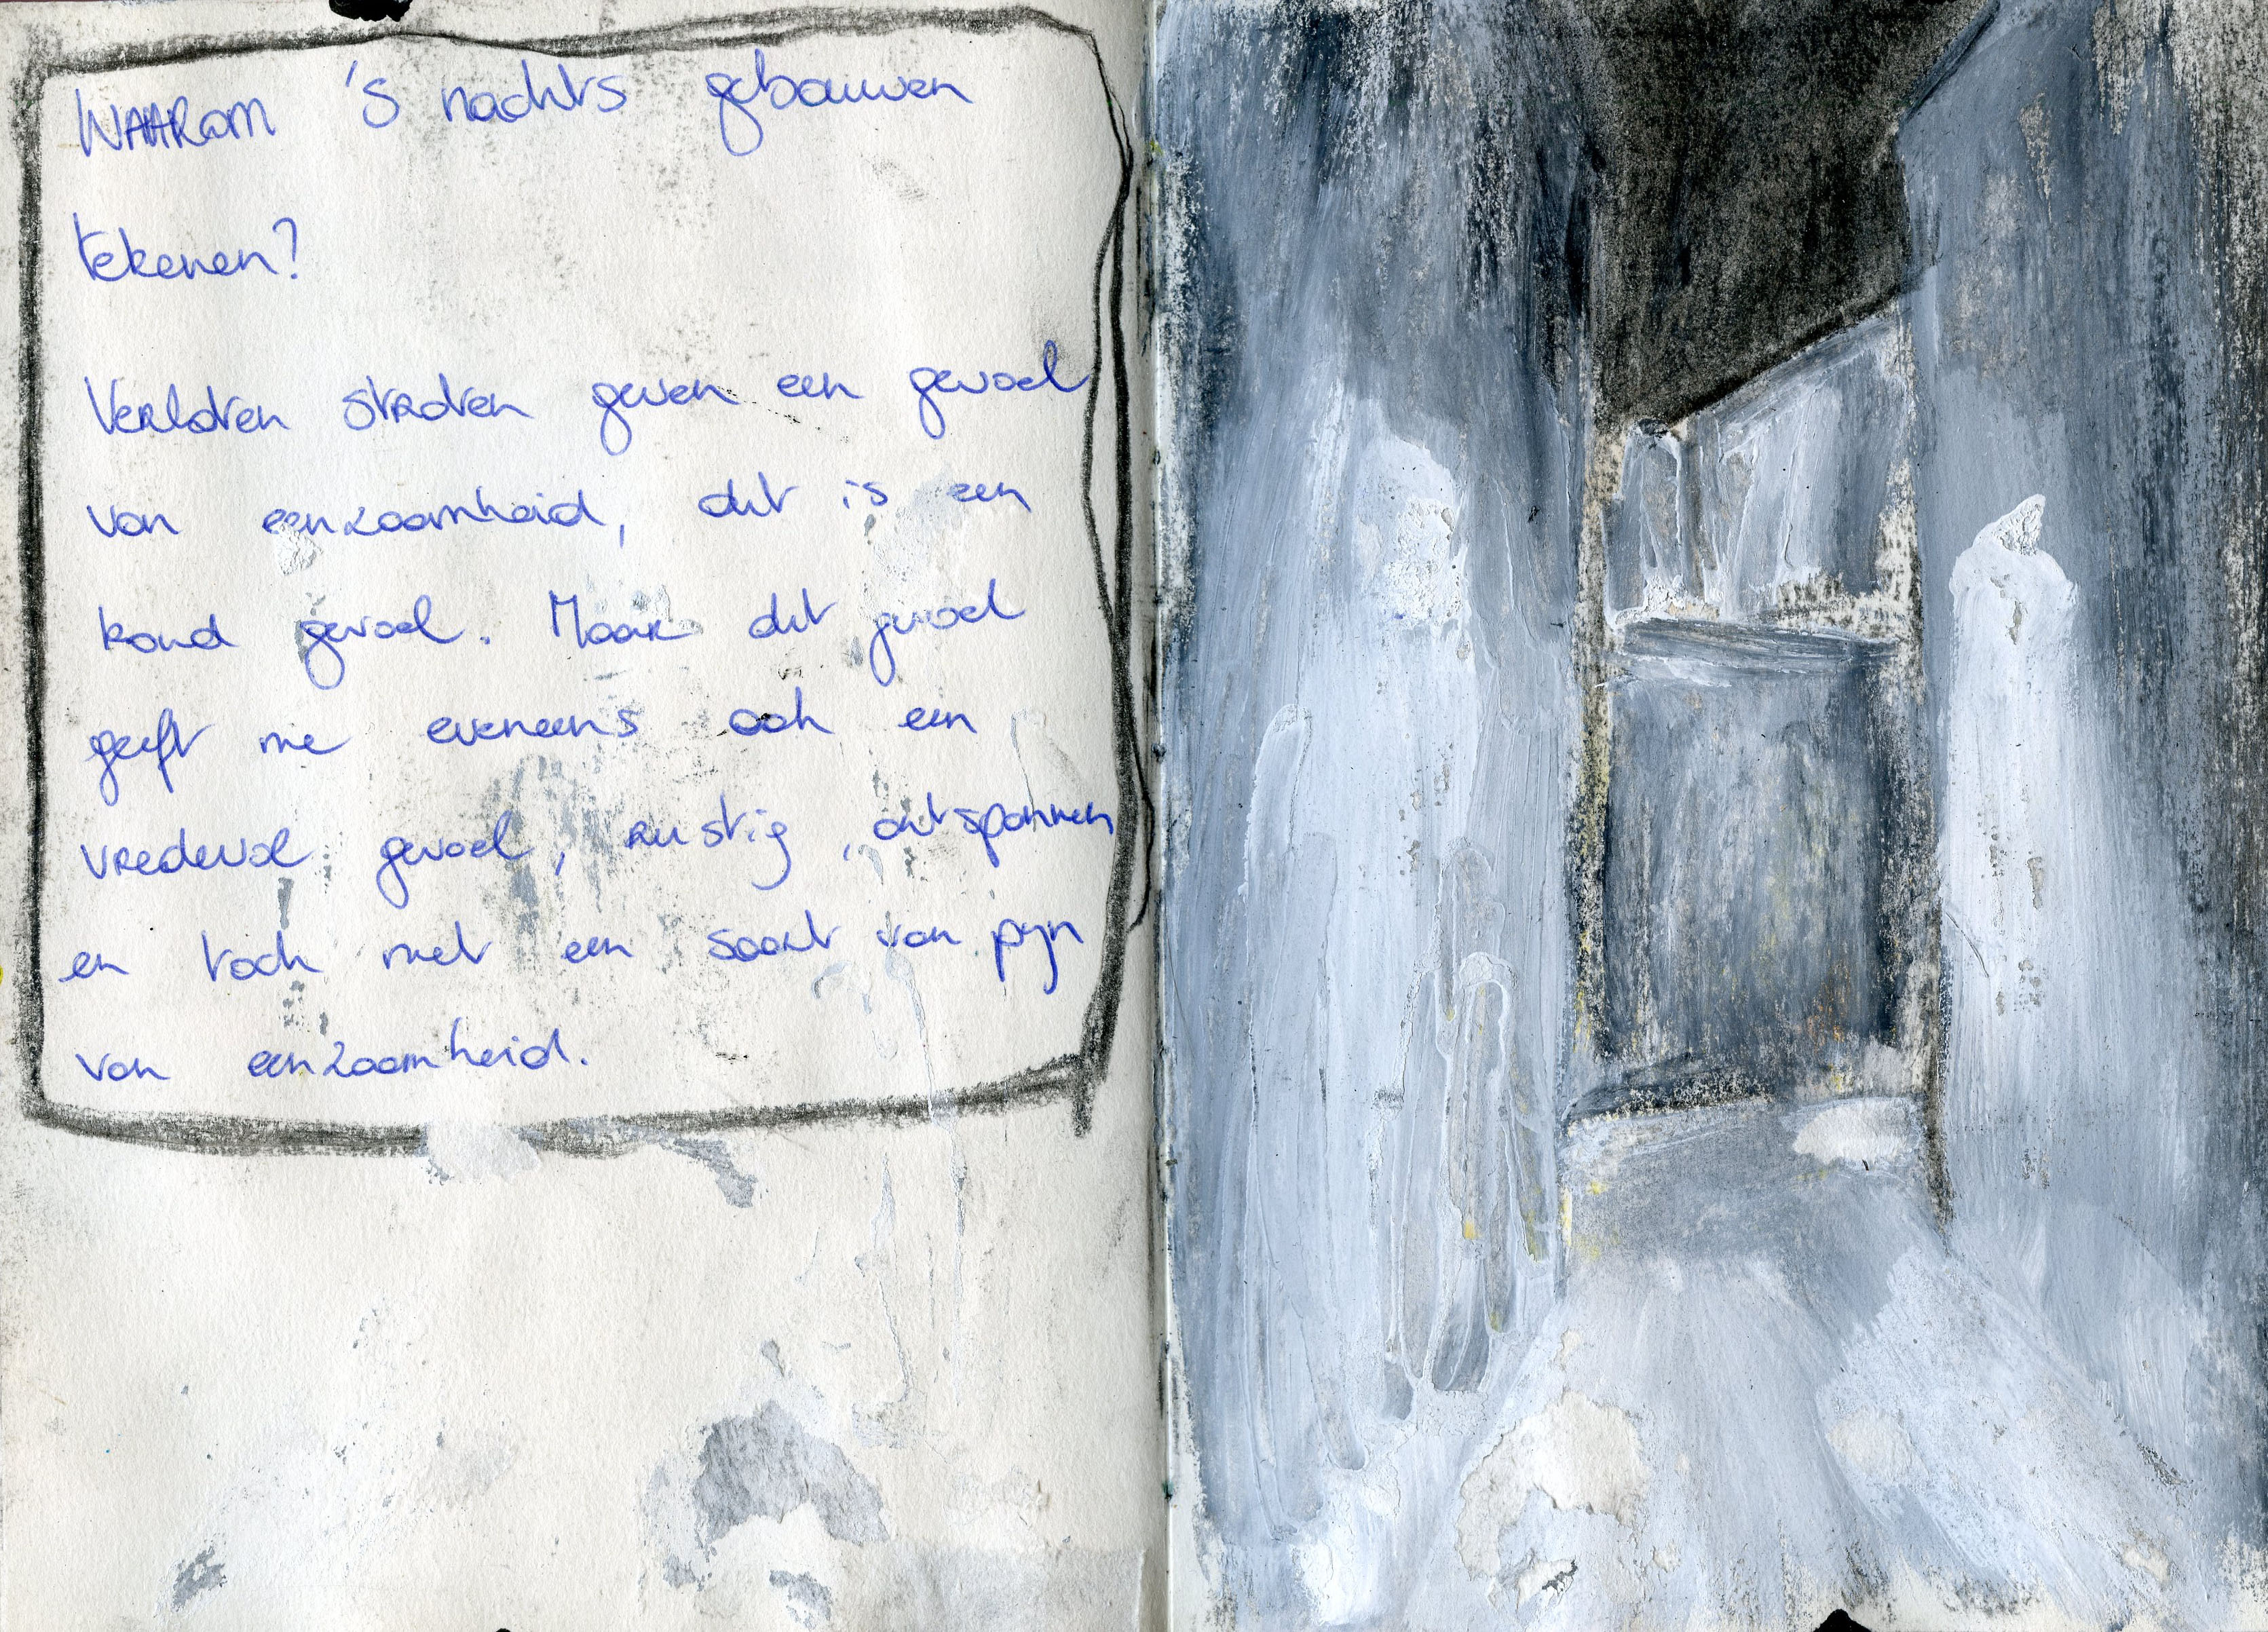 WAAROM 's nachts gebouwen
tekenen?
Verloten straten geven een gevoel
van eenzaamheid, dit is een
koud gevoel. Maar dit gevoel
geeft me eveneens ook een
vredevol gevoel, rustig, ontspannen
en toch met een soort van pijn
van eenzaamheid.